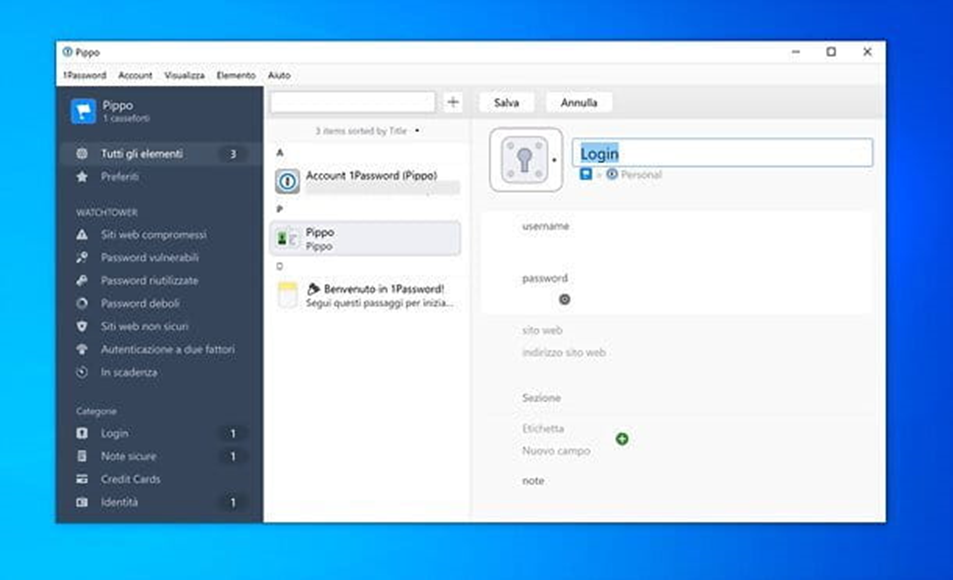 Pippo
1Password Account Visualizza Elemento Aiuto
Pippo
1 casseforti
Tutti gli elementi 3
Preferiti
WATCHTOWER
Siti web compromessi
Password vulnerabili
Password riutilizzate
Password deboli
Siti web non sicuri
Autenticazione a due fattori
In scadenza
Categorie
Login 1
Note sicure 1
Credit Cards
Identità 1
3 items sorted by Title
A
Account 1Password (Pippo)
P
Pippo
Pippo
Benvenuto in 1Password!
Segui questi passaggi per inizia...
Salva Annulla
Login
Personal
username
password
sito web
indirizzo sito web
Sezione
Etichetta
Nuovo campo
note